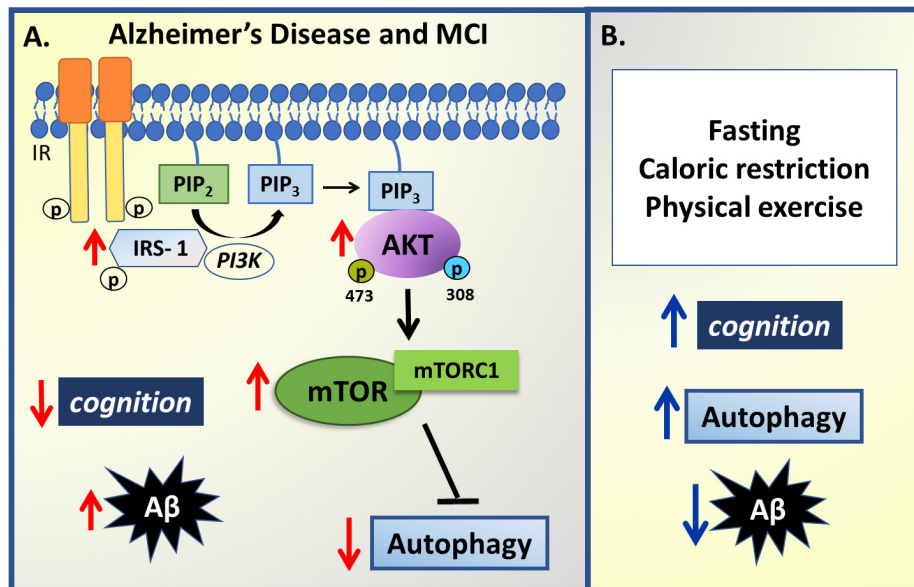 A.
Alzheimer's Disease and MCI
IR
PIP₂
PIP₃
PIP₃
p
p
IRS- 1
PI3K
p
AKT
p
p
473
308
mTORC1
mTOR
cognition
Aβ
Autophagy
B.
Fasting
Caloric restriction
Physical exercise
cognition
Autophagy
Aβ